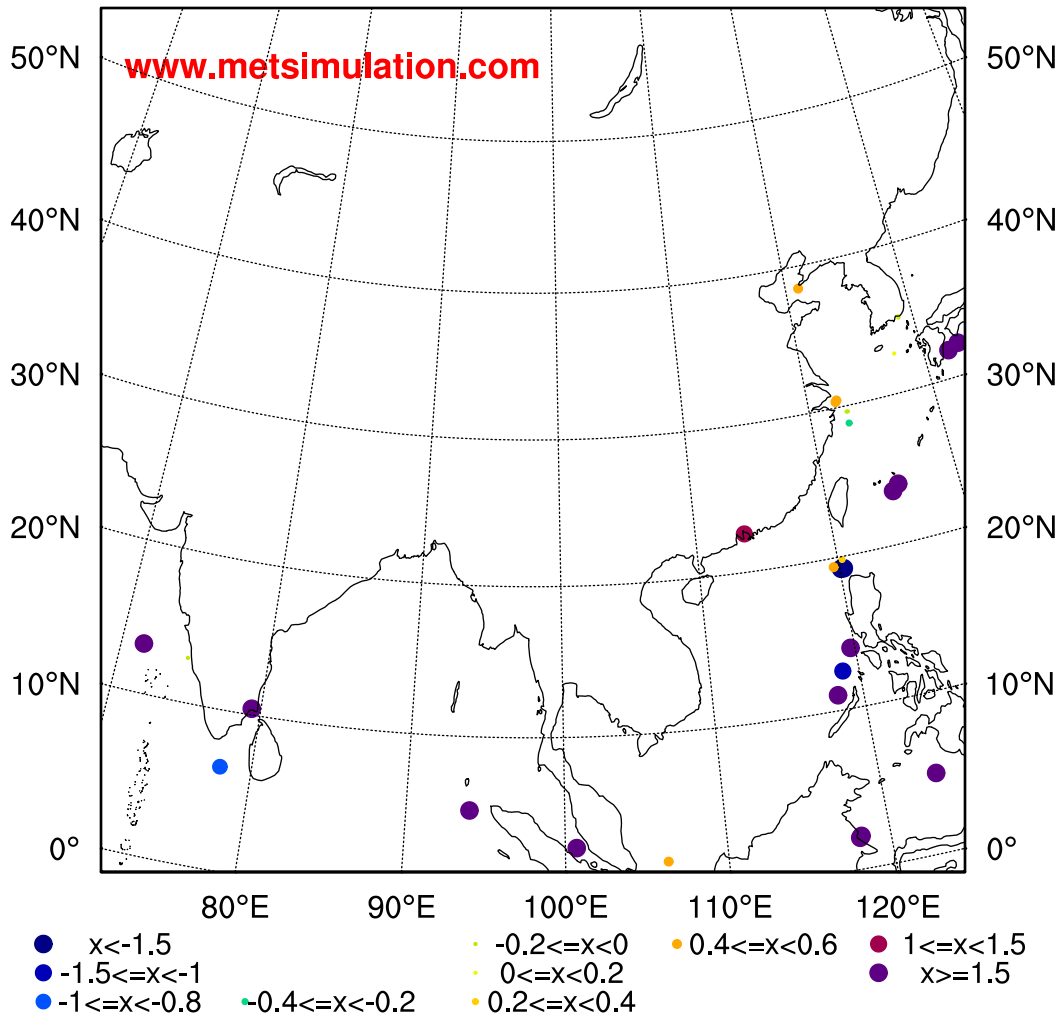 www.metsimulation.com
50°N 50°N
40°N 40°N
30°N 30°N
20°N 20°N
10°N 10°N
0° 0°
80°E 90°E 100°E 110°E 120°E
x<-1.5 -0.2<=x<0 0.4<=x<0.6 1<=x<1.5
-1.5<=x<-1 0<=x<0.2 x>=1.5
-1<=x<-0.8 -0.4<=x<-0.2 0.2<=x<0.4